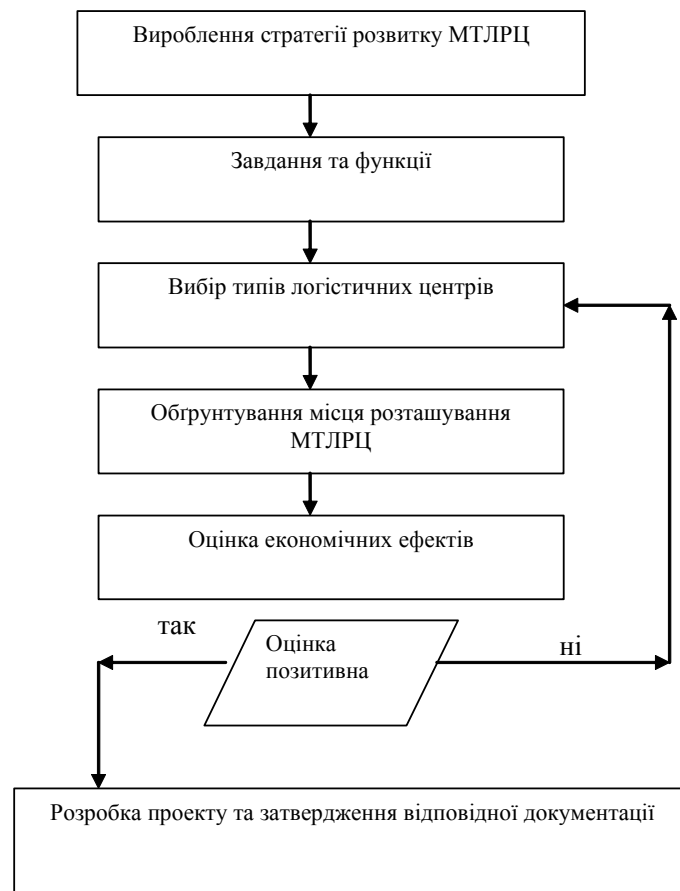 Вироблення стратегії розвитку МТЛРЦ
Завдання та функції
Вибір типів логістичних центрів
Обґрунтування місця розташування
МТЛРЦ
Оцінка економічних ефектів
так
Оцінка
позитивна
ні
Розробка проекту та затвердження відповідної документації